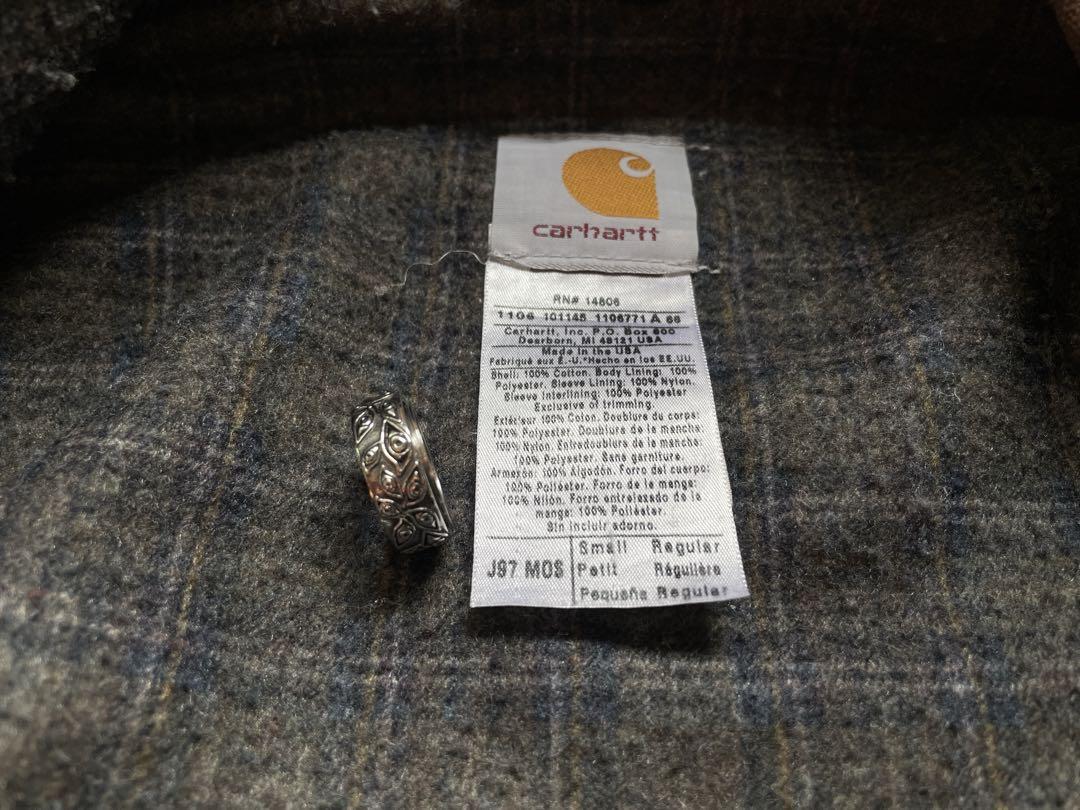 carhartt
RN# 14806
1104 101145 1106771 A 66
Carhartt, Inc. P.O. Box 600
Dearborn, MI 48121 USA
Made in the USA
Fabriqué aux É.-U.*Hecho en los EE.UU.
Shell: 100% Cotton. Body Lining: 100%
Polyester. Sleeve Lining: 100% Nylon.
Sleeve Interlining: 100% Polyester
Exclusive of trimming.
Extérieur 100% Coton. Doublure du corps:
100% Polyester. Doublure de la manche:
100% Nylon. Entredoublure de la manche:
100% Polyester. Sans garniture.
Armerón: 100% Algodón. Forro del cuerpo:
100% Poliéster. Forro de la manga:
100% Nilón. Forro entrelazado de la
manga: 100% Poliéster.
Sin incluir adorno.
J97 MOS
Small Regular
Petit Régulière
Pequeña Regular